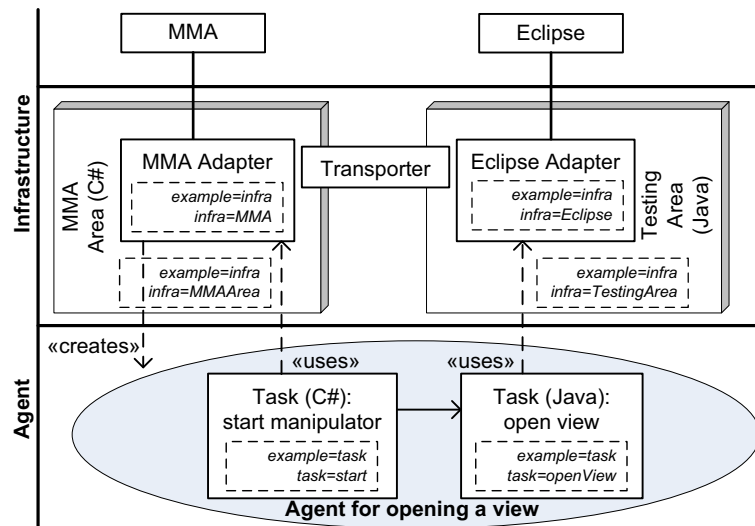 MMA
Eclipse
Infrastructure
MMA
Area (C#)
MMA Adapter
example=infra
infra=MMA
example=infra
infra=MMAArea
Transporter
Eclipse Adapter
example=infra
infra=Eclipse
Testing
Area
(Java)
example=infra
infra=TestingArea
«creates»
«uses»
«uses»
Agent
Task (C#):
start manipulator
example=task
task=start
Task (Java):
open view
example=task
task=openView
Agent for opening a view